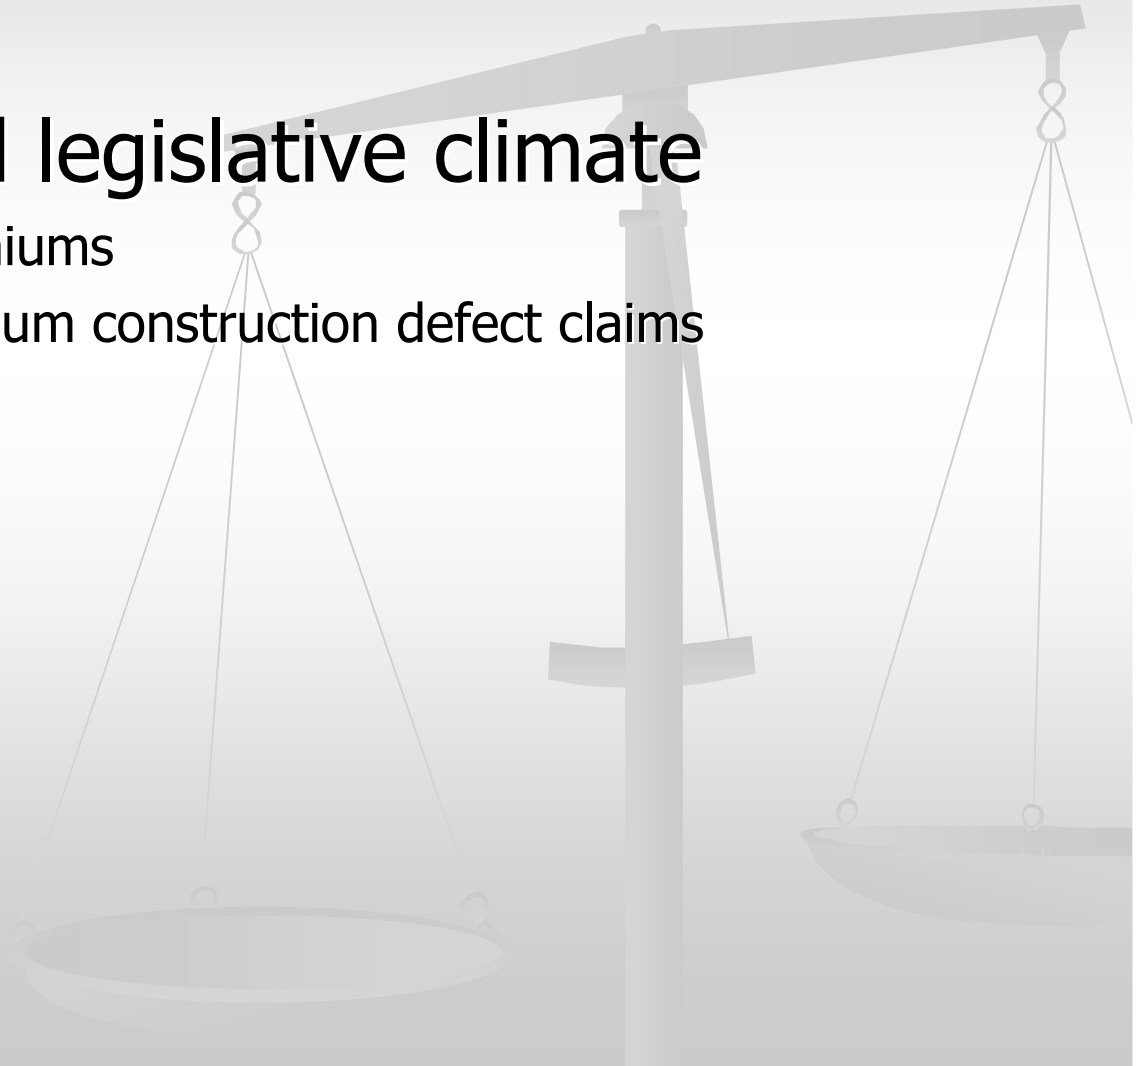 legislative climate
iums
um construction defect claims